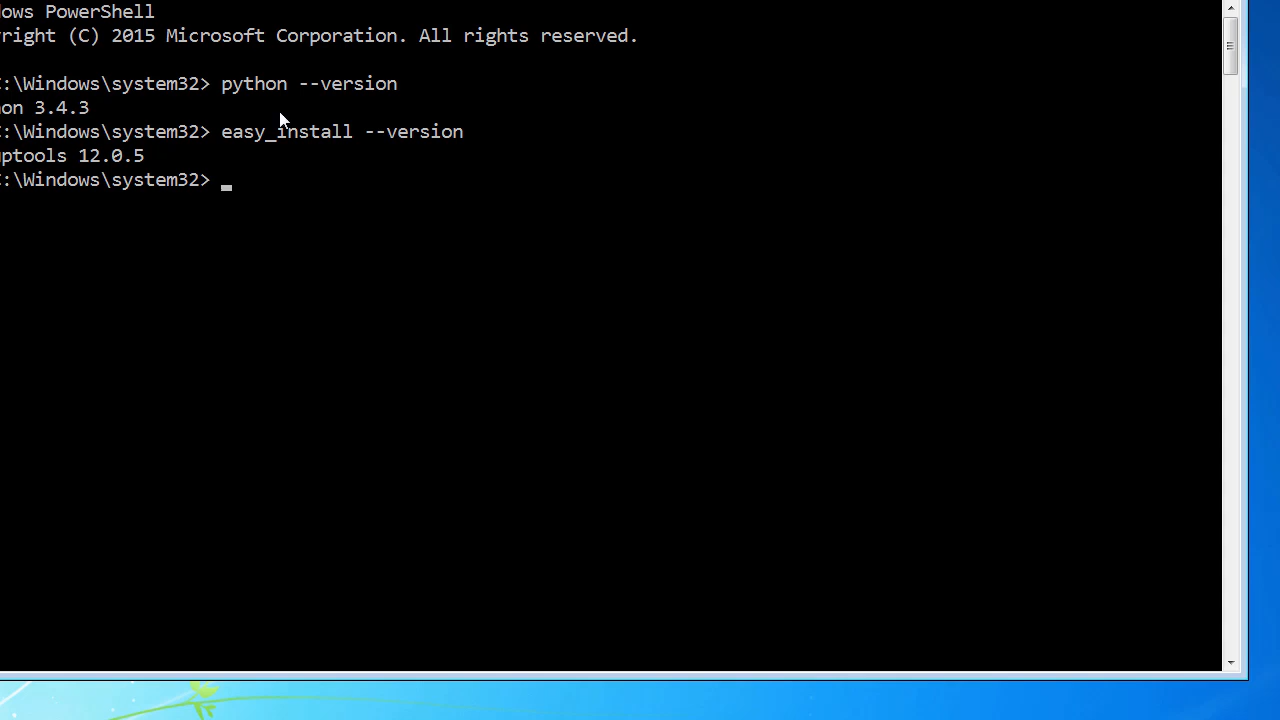 ows PowerShell
right (C) 2015 Microsoft Corporation. All rights reserved.
C:\Windows\system32> python --version
on 3.4.3
C:\Windows\system32> easy_install --version
ptools 12.0.5
C:\Windows\system32>